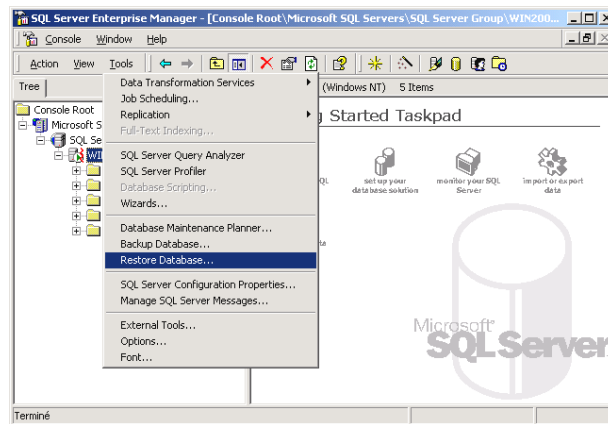 SQL Server Enterprise Manager - [Console Root\Microsoft SQL Servers\SQL Server Group\WIN200...
Console Window Help
Action View Tools
Tree
(Windows NT) 5 Items
Console Root
Microsoft S
SQL Se
WI
Data Transformation Services
Job Scheduling...
Replication
Full-Text Indexing...
SQL Server Query Analyzer
SQL Server Profiler
Database Scripting...
Wizards...
Database Maintenance Planner...
Backup Database...
Restore Database...
SQL Server Configuration Properties...
Manage SQL Server Messages...
External Tools...
Options...
Font...
Started Taskpad
QL
set up your
database solution
monitor your SQL
Server
import or export
data
Microsoft®
SQL Server
Terminé